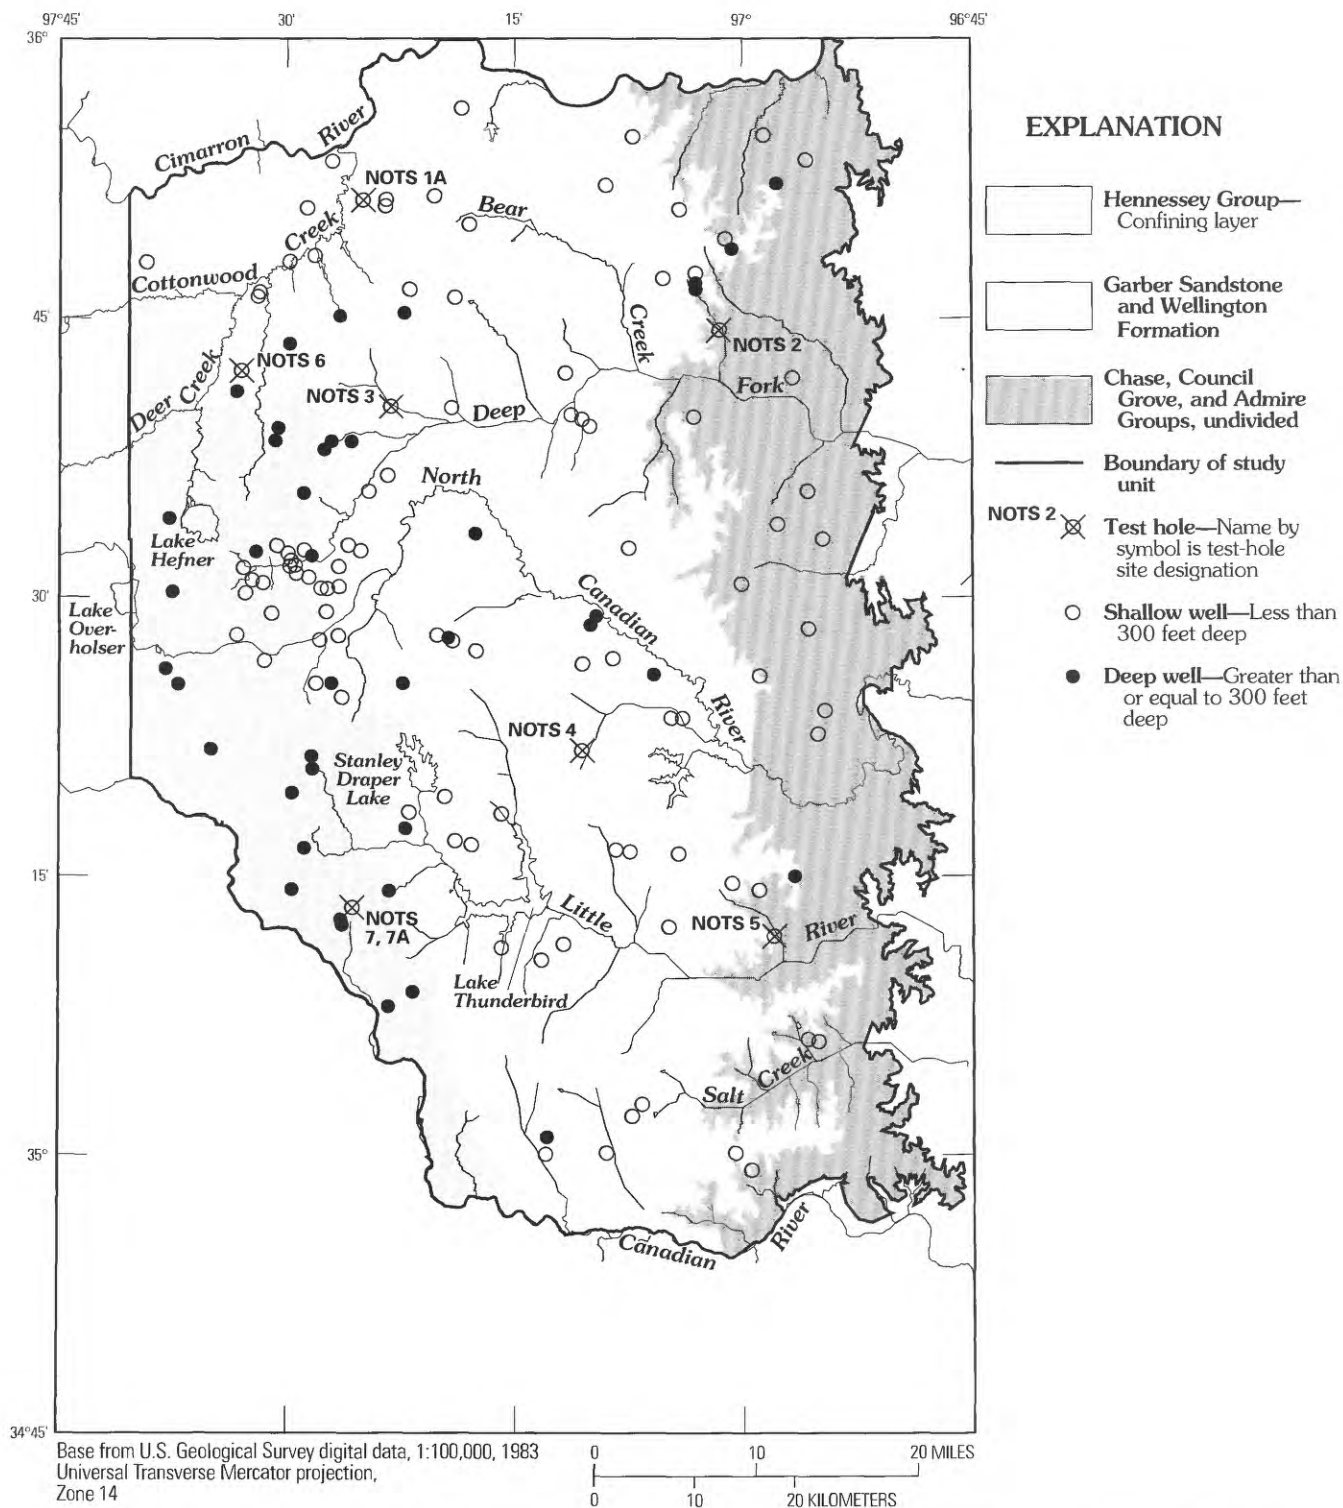 97°45'
30'
15'
97°
96°45'
36°
45'
30'
15'
35°
34°45'
Cimarron River
NOTS 1A
Bear Creek
Cottonwood Creek
NOTS 2
NOTS 6
NOTS 3
Deer Creek
Deep Fork
North Canadian River
Lake
Hefner
Lake
Over-
holser
NOTS 4
Stanley
Draper
Lake
NOTS
7, 7A
Little River
NOTS 5
Lake
Thunderbird
Salt Creek
Canadian River
EXPLANATION
Hennessey Group—
Confining layer
Garber Sandstone
and Wellington
Formation
Chase, Council
Grove, and Admire
Groups, undivided
Boundary of study
unit
NOTS 2
Test hole—Name by
symbol is test-hole
site designation
Shallow well—Less than
300 feet deep
Deep well—Greater than
or equal to 300 feet
deep
Base from U.S. Geological Survey digital data, 1:100,000, 1983
Universal Transverse Mercator projection,
Zone 14
0 10 20 MILES
0 10 20 KILOMETERS